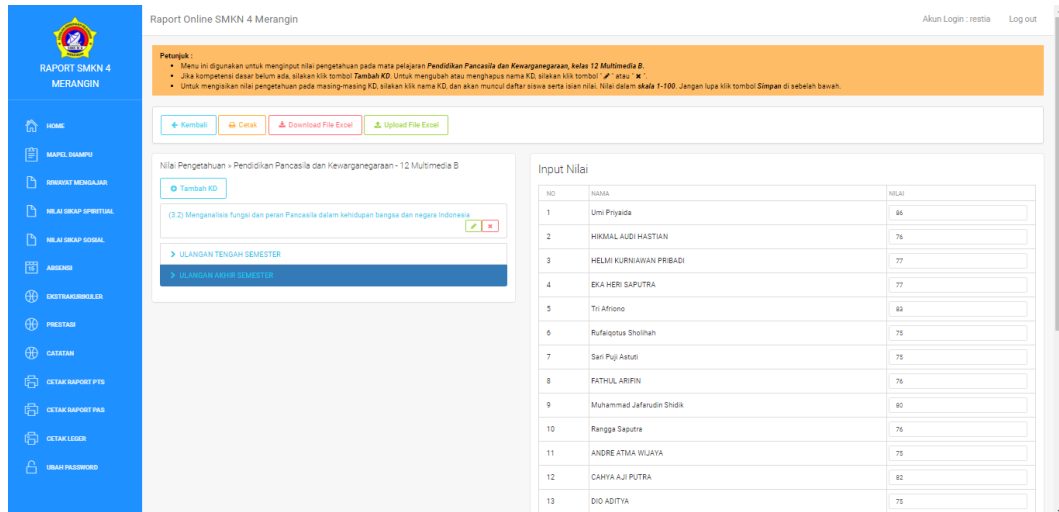 Raport Online SMKN 4 Merangin
Akun Login : restia
Log out
RAPORT SMKN 4
MERANGIN
HOME
MAPEL DIAMPU
RIWAYAT MENGAJAR
NILAI SIKAP SPIRITUAL
NILAI SIKAP SOSIAL
ABSENSI
EKSTRAKURIKULER
PRESTASI
CATATAN
CETAK RAPORT PTS
CETAK RAPORT PAS
CETAK LEGER
UBAH PASSWORD
Petunjuk :
Menu ini digunakan untuk menginput nilai pengetahuan pada mata pelajaran Pendidikan Pancasila dan Kewarganegaraan, kelas 12 Multimedia B.
Jika kompetensi dasar belum ada, silakan klik tombol Tambah KD. Untuk mengubah atau menghapus nama KD, silakan klik tombol ' ' atau ' '.
Untuk mengisikan nilai pengetahuan pada masing-masing KD, silakan klik nama KD, dan akan muncul daftar siswa serta isian nilai. Nilai dalam skala 1-100. Jangan lupa klik tombol Simpan di sebelah bawah.
Kembali
Cetak
Download File Excel
Upload File Excel
Nilai Pengetahuan » Pendidikan Pancasila dan Kewarganegaraan - 12 Multimedia B
Tambah KD
(3.2) Menganalisis fungsi dan peran Pancasila dalam kehidupan bangsa dan negara Indonesia
ULANGAN TENGAH SEMESTER
ULANGAN AKHIR SEMESTER
Input Nilai
NO NAMA NILAI
1 Umi Priyaida 86
2 HIKMAL AUDI HASTIAN 76
3 HELMI KURNIAWAN PRIBADI 77
4 EKA HERI SAPUTRA 77
5 Tri Afriono 83
6 Rufaiqotus Sholihah 75
7 Sari Puji Astuti 75
8 FATHUL ARIFIN 76
9 Muhammad Jafarudin Shidik 80
10 Rangga Saputra 76
11 ANDRE ATMA WIJAYA 75
12 CAHYA AJI PUTRA 82
13 DIO ADITYA 75